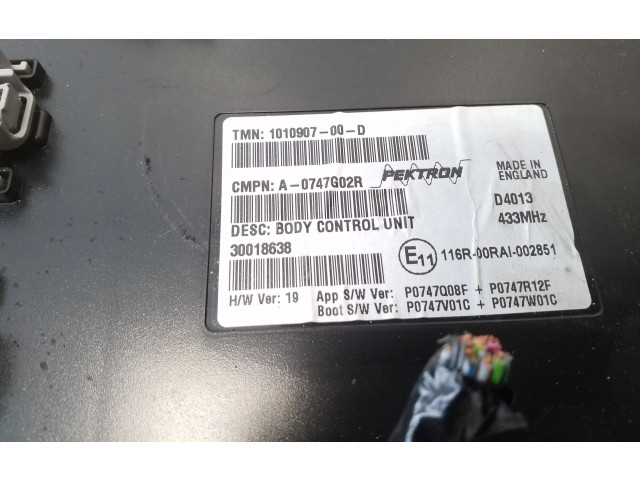 TMN: 1010907-00-D
CMPN: A-0747G02R
PEKTRON
MADE IN
ENGLAND
D4013
433MHz
DESC: BODY CONTROL UNIT
30018638
E11 116R-00RAI-002851
H/W Ver: 19 App S/W Ver: P0747Q08F + P0747R12F
Boot S/W Ver: P0747V01C + P0747W01C